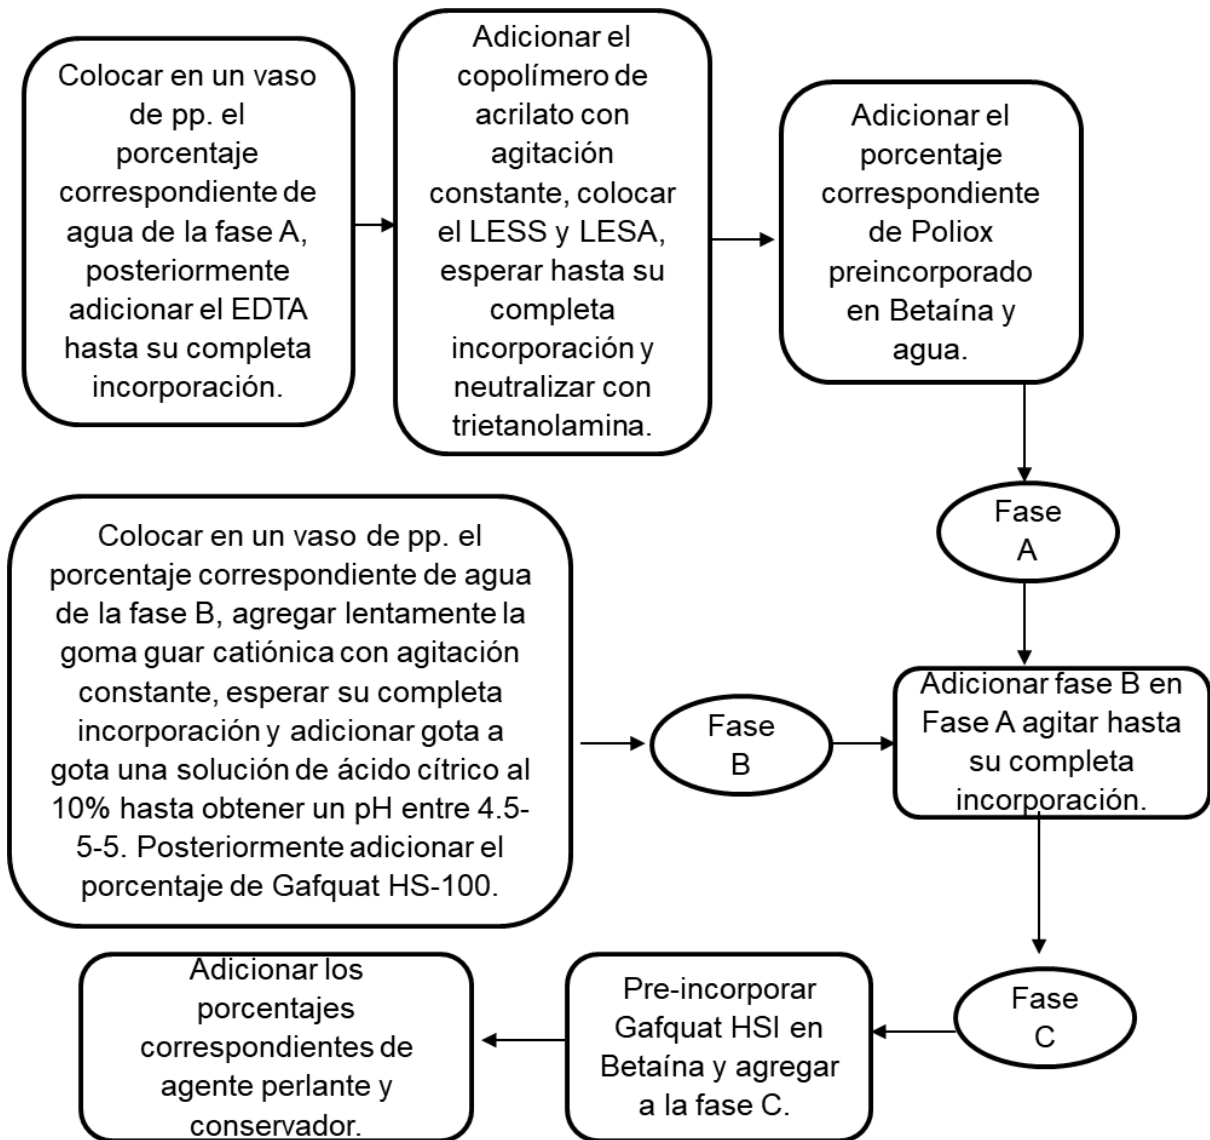 Colocar en un vaso
de pp. el
porcentaje
correspondiente de
agua de la fase A,
posteriormente
adicionar el EDTA
hasta su completa
incorporación.
Adicionar el
copolímero de
acrilato con
agitación
constante, colocar
el LESS y LESA,
esperar hasta su
completa
incorporación y
neutralizar con
trietanolamina.
Adicionar el
porcentaje
correspondiente
de Poliox
preincorporado
en Betaína y
agua.
Fase
A
Colocar en un vaso de pp. el
porcentaje correspondiente de agua
de la fase B, agregar lentamente la
goma guar catiónica con agitación
constante, esperar su completa
incorporación y adicionar gota a
gota una solución de ácido cítrico al
10% hasta obtener un pH entre 4.5-
5-5. Posteriormente adicionar el
porcentaje de Gafquat HS-100.
Fase
B
Adicionar fase B en
Fase A agitar hasta
su completa
incorporación.
Fase
C
Pre-incorporar
Gafquat HSI en
Betaína y agregar
a la fase C.
Adicionar los
porcentajes
correspondientes de
agente perlante y
conservador.